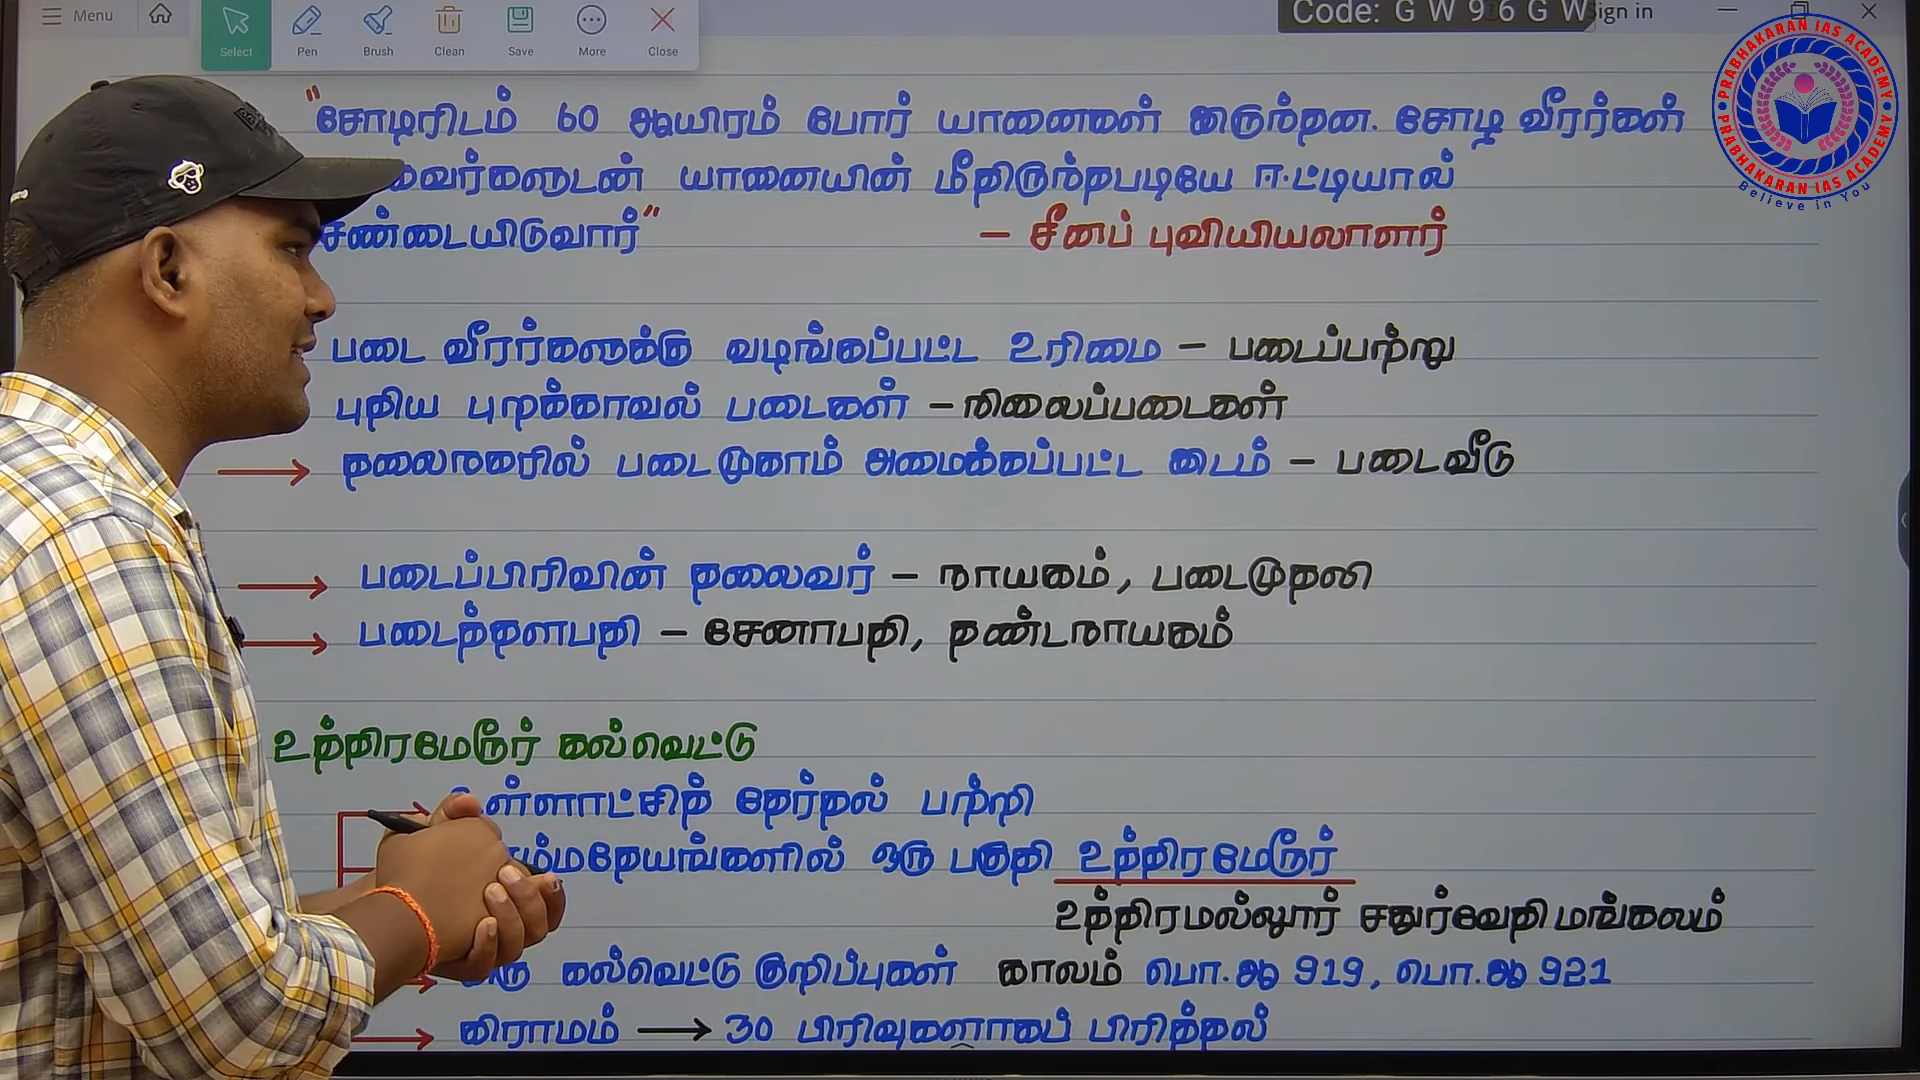 Menu
Select Pen Brush Clean Save More Close
Code: G W 9 6 G W
Sign in
PRABHAKARAN IAS ACADEMY
PRABHAKARAN IAS ACADEMY
Believe in You
"சோழரிடம் 60 ஆயிரம் போர் யானைகள் இருந்தன. சோழ வீரர்கள்
யானையின் மீதிருந்தபடியே ஈட்டியால்
சண்டையிடுவார்" – சீனப் புவியியலாளர்
படை வீரர்களுக்கு வழங்கப்பட்ட உரிமை – படைப்பற்று
புதிய புறக்காவல் படைகள் – நிலைப்படைகள்
தலைநகரில் படைமுகாம் அமைக்கப்பட்ட இடம் – படைவீடு
படைப்பிரிவின் தலைவர் – நாயகம், படைமுதலி
படைத்தளபதி – சேனாபதி, தண்டநாயகம்
உத்திரமேரூர் கல்வெட்டு
உள்ளாட்சித் தேர்தல் பற்றி
ஒரு பகுதி உத்திரமேரூர்
உத்திரமல்லூர் சதுர்வேதிமங்கலம்
கல்வெட்டு குறிப்புகள் காலம் பொ.ஆ 919, பொ.ஆ 921
கிராமம் → 30 பிரிவுகளாகப் பிரித்தல்